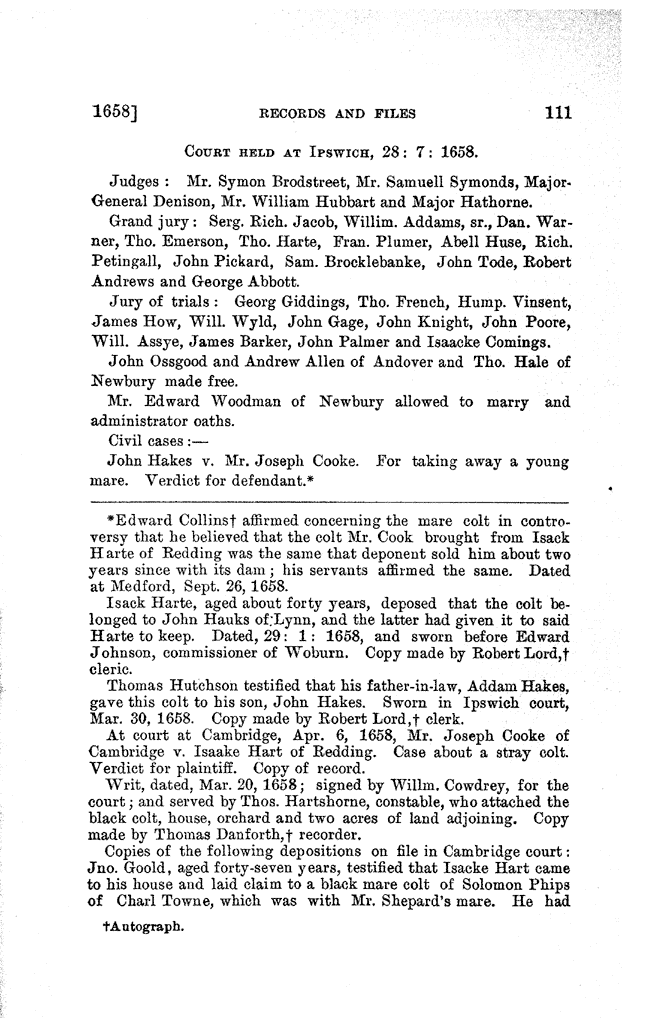 1658] RECORDS AND FILES 111
COURT HELD AT IPSWICH, 28: 7: 1658.
Judges: Mr. Symon Brodstreet, Mr. Samuell Symonds, Major-
General Denison, Mr. William Hubbart and Major Hathorne.
Grand jury: Serg. Rich. Jacob, Willim. Addams, sr., Dan. War-
ner, Tho. Emerson, Tho. Harte, Fran. Plumer, Abell Huse, Rich.
Petingall, John Pickard, Sam. Brocklebanke, John Tode, Robert
Andrews and George Abbott.
Jury of trials: Georg Giddings, Tho. French, Hump. Vinsent,
James How, Will. Wyld, John Gage, John Knight, John Poore,
Will. Assye, James Barker, John Palmer and Isaacke Comings.
John Ossgood and Andrew Allen of Andover and Tho. Hale of
Newbury made free.
Mr. Edward Woodman of Newbury allowed to marry and
administrator oaths.
Civil cases:—
John Hakes v. Mr. Joseph Cooke. For taking away a young
mare. Verdict for defendant.*
*Edward Collins† affirmed concerning the mare colt in contro-
versy that he believed that the colt Mr. Cook brought from Isack
Harte of Redding was the same that deponent sold him about two
years since with its dam; his servants affirmed the same. Dated
at Medford, Sept. 26, 1658.
Isack Harte, aged about forty years, deposed that the colt be-
longed to John Hauks of Lynn, and the latter had given it to said
Harte to keep. Dated, 29: 1: 1658, and sworn before Edward
Johnson, commissioner of Woburn. Copy made by Robert Lord,†
cleric.
Thomas Hutchson testified that his father-in-law, Addam Hakes,
gave this colt to his son, John Hakes. Sworn in Ipswich court,
Mar. 30, 1658. Copy made by Robert Lord,† clerk.
At court at Cambridge, Apr. 6, 1658, Mr. Joseph Cooke of
Cambridge v. Isaake Hart of Redding. Case about a stray colt.
Verdict for plaintiff. Copy of record.
Writ, dated, Mar. 20, 1658; signed by Willm. Cowdrey, for the
court; and served by Thos. Hartshorne, constable, who attached the
black colt, house, orchard and two acres of land adjoining. Copy
made by Thomas Danforth,† recorder.
Copies of the following depositions on file in Cambridge court:
Jno. Goold, aged forty-seven years, testified that Isacke Hart came
to his house and laid claim to a black mare colt of Solomon Phips
of Charl Towne, which was with Mr. Shepard's mare. He had
†Autograph.